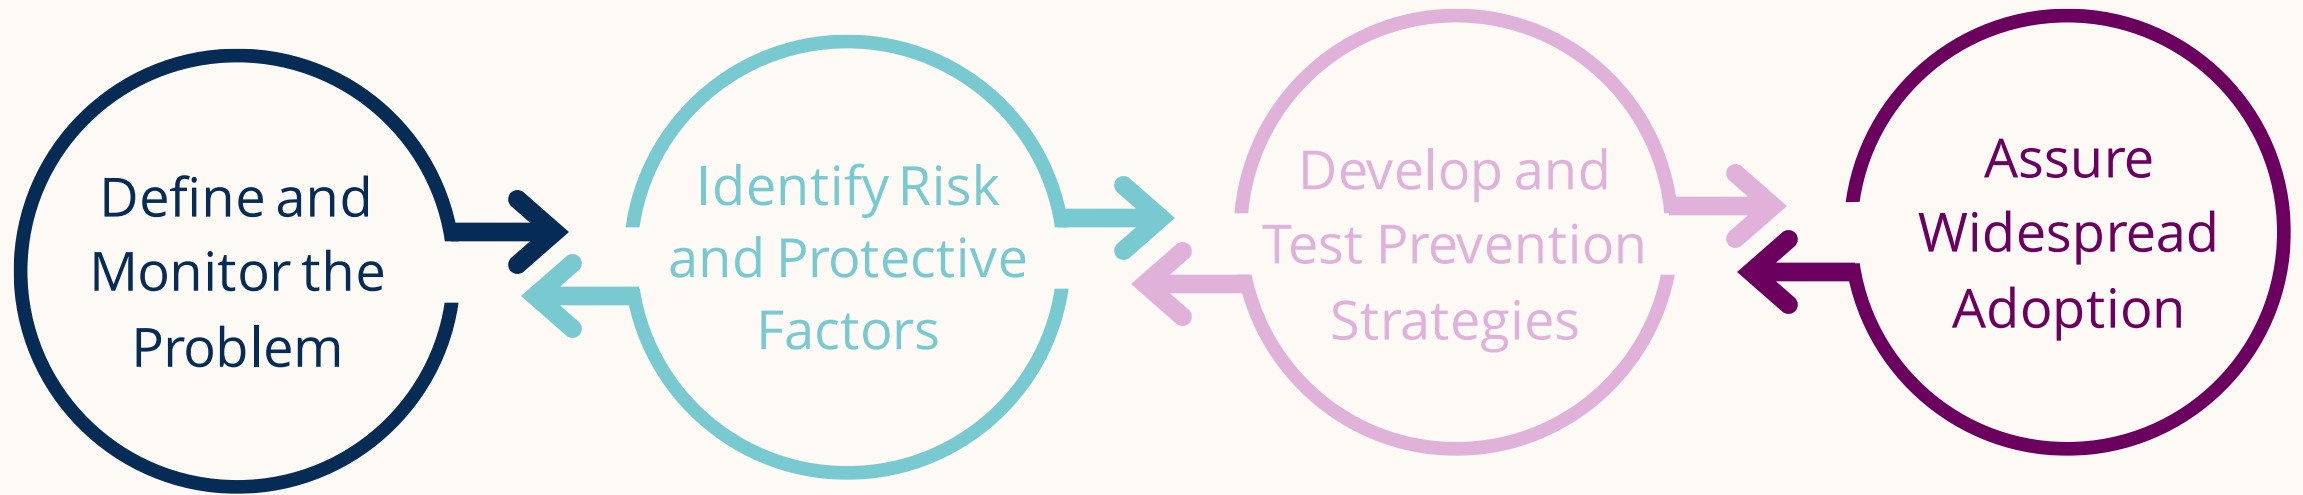 Define and
Monitor the
Problem
Identify Risk
and Protective
Factors
Develop and
Test Prevention
Strategies
Assure
Widespread
Adoption